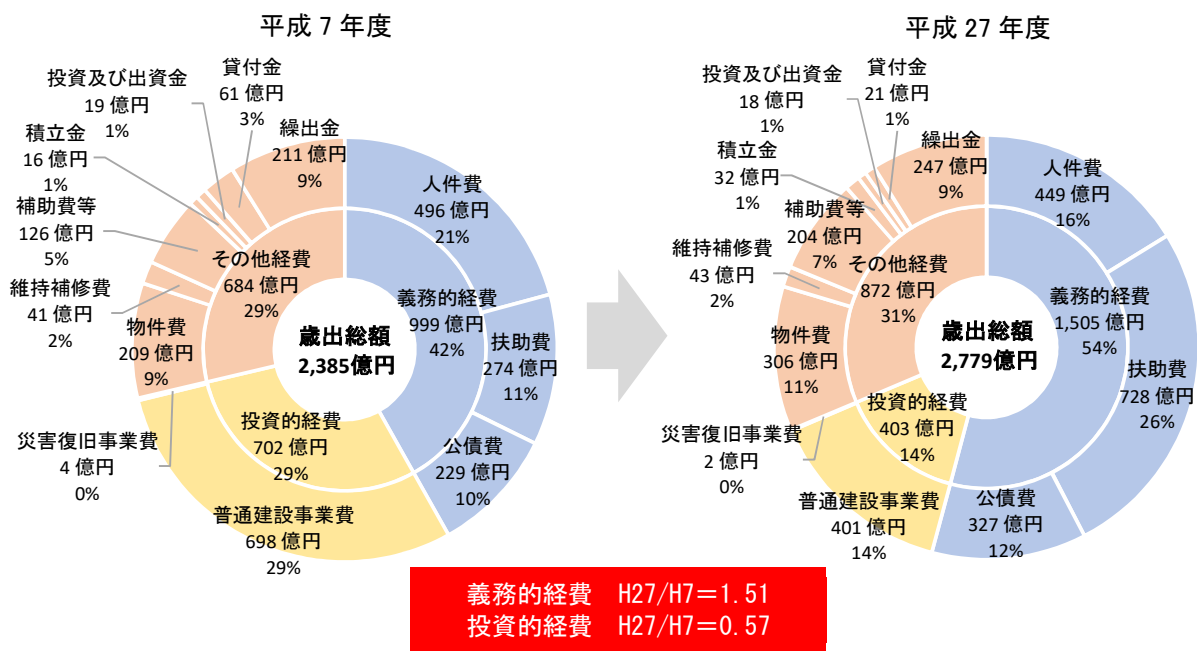 平成 7 年度
投資及び出資金
19 億円
1%
貸付金
61 億円
3%
積立金
16 億円
1%
補助費等
126 億円
5%
維持補修費
41 億円
2%
物件費
209 億円
9%
災害復旧事業費
4 億円
0%
繰出金
211 億円
9%
その他経費
684 億円
29%
人件費
496 億円
21%
義務的経費
999 億円
42%
扶助費
274 億円
11%
公債費
229 億円
10%
歳出総額
2,385億円
投資的経費
702 億円
29%
普通建設事業費
698 億円
29%
平成 27 年度
投資及び出資金
18 億円
1%
貸付金
21 億円
1%
積立金
32 億円
1%
補助費等
204 億円
7%
維持補修費
43 億円
2%
物件費
306 億円
11%
災害復旧事業費
2 億円
0%
繰出金
247 億円
9%
その他経費
872 億円
31%
人件費
449 億円
16%
義務的経費
1,505 億円
54%
扶助費
728 億円
26%
公債費
327 億円
12%
歳出総額
2,779億円
投資的経費
403 億円
14%
普通建設事業費
401 億円
14%
義務的経費 H27/H7＝1.51
投資的経費 H27/H7＝0.57